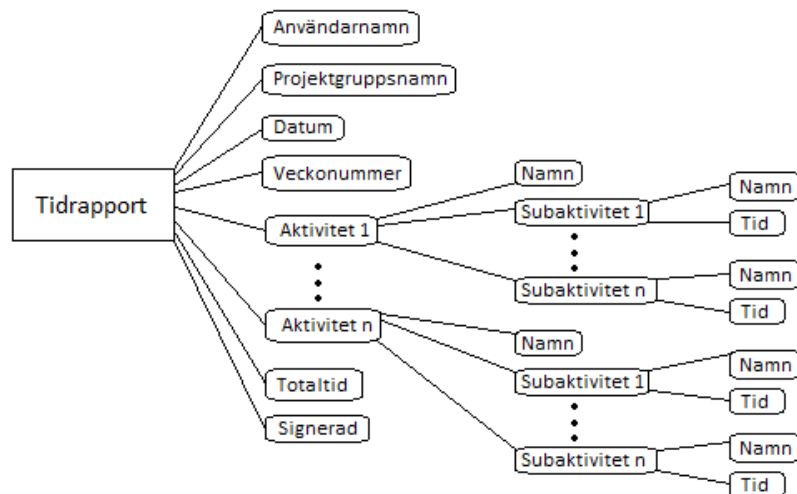 Användarnamn
Projektgruppsnamn
Datum
Veckonummer
Tidrapport
Aktivitet 1
Namn
Subaktivitet 1
Namn
Tid
Subaktivitet n
Namn
Tid
Aktivitet n
Namn
Subaktivitet 1
Namn
Tid
Subaktivitet n
Namn
Tid
Totaltid
Signerad